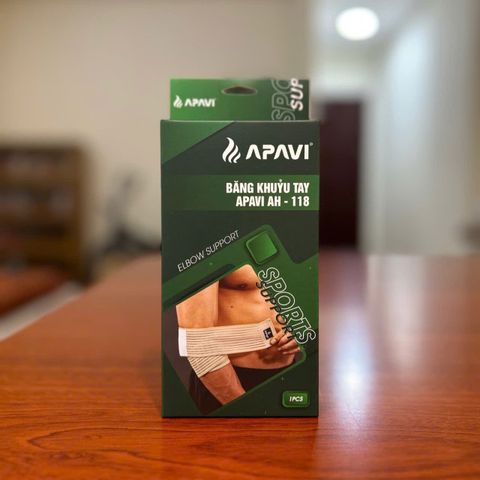 APAVI
SPORTS
SUPPORT
APAVI®
BĂNG KHUỶU TAY
APAVI AH - 118
ELBOW SUPPORT
SPORTS
SUPPORT
1PCS